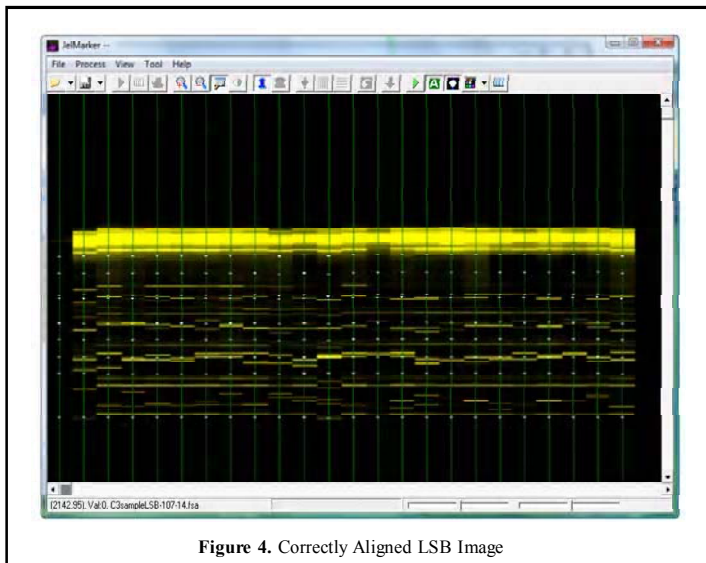 JelMarker --
File Process View Tool Help
(2142.95). Val:0. C3sampleLSB-107-14.fsa
Figure 4. Correctly Aligned LSB Image